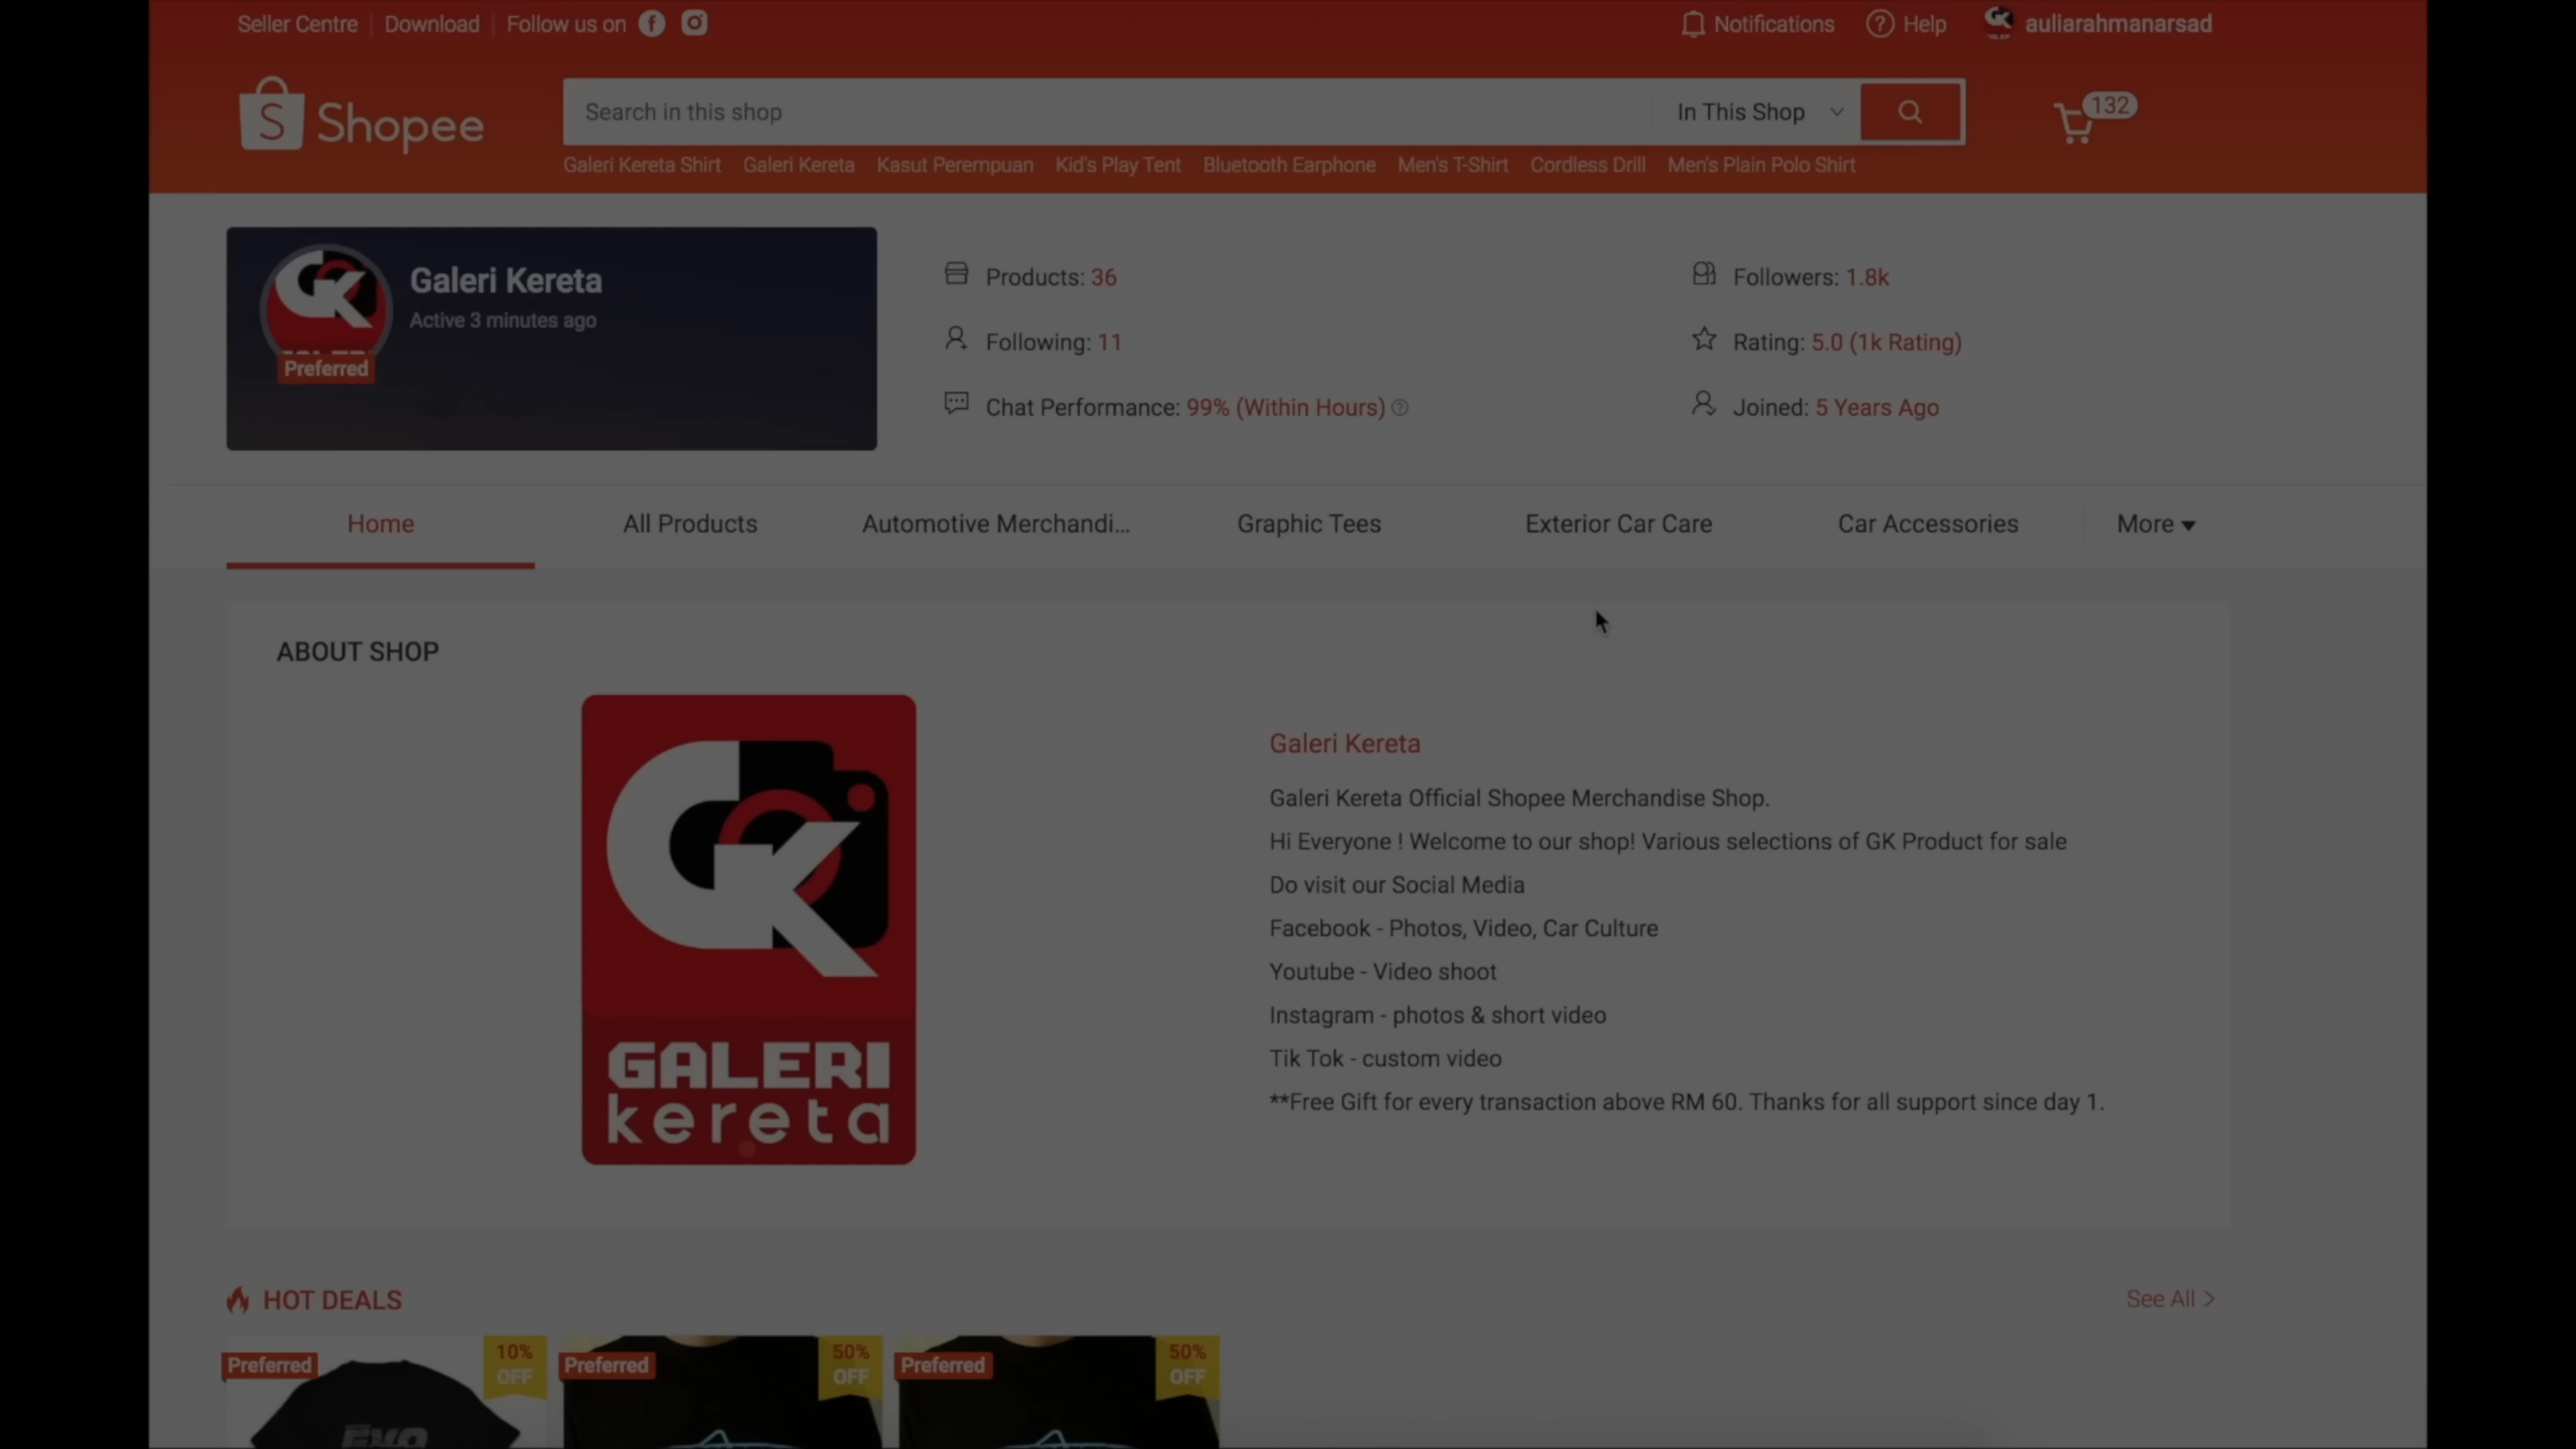 Seller Centre Download Follow us on
Notifications Help auliarahmanarsad
Shopee
Search in this shop In This Shop
132
Galeri Kereta Shirt Galeri Kereta Kasut Perempuan Kid's Play Tent Bluetooth Earphone Men's T-Shirt Cordless Drill Men's Plain Polo Shirt
Galeri Kereta
Active 3 minutes ago
Preferred
Products: 36
Followers: 1.8k
Following: 11
Rating: 5.0 (1k Rating)
Chat Performance: 99% (Within Hours)
Joined: 5 Years Ago
Home All Products Automotive Merchandi... Graphic Tees Exterior Car Care Car Accessories More
ABOUT SHOP
GK
GALERI
kereta
Galeri Kereta
Galeri Kereta Official Shopee Merchandise Shop.
Hi Everyone ! Welcome to our shop! Various selections of GK Product for sale
Do visit our Social Media
Facebook - Photos, Video, Car Culture
Youtube - Video shoot
Instagram - photos & short video
Tik Tok - custom video
**Free Gift for every transaction above RM 60. Thanks for all support since day 1.
HOT DEALS
See All >
Preferred
10%
OFF
Preferred
50%
OFF
Preferred
50%
OFF